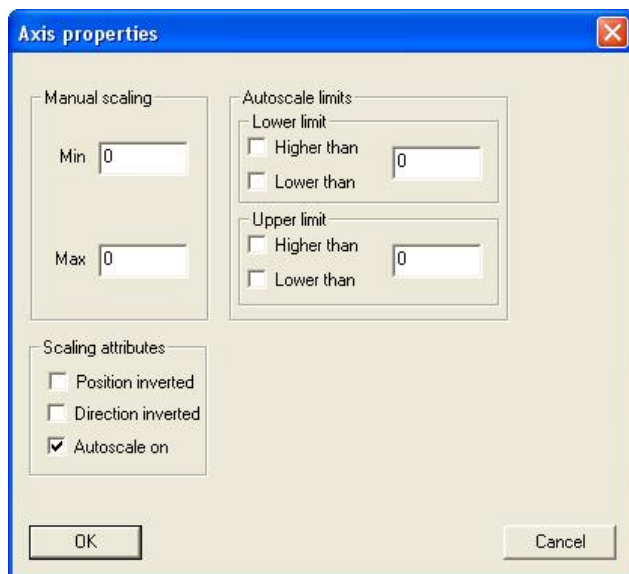 Axis properties
Manual scaling
Min 0
Max 0
Autoscale limits
Lower limit
Higher than 0
Lower than
Upper limit
Higher than 0
Lower than
Scaling attributes
Position inverted
Direction inverted
Autoscale on
OK
Cancel